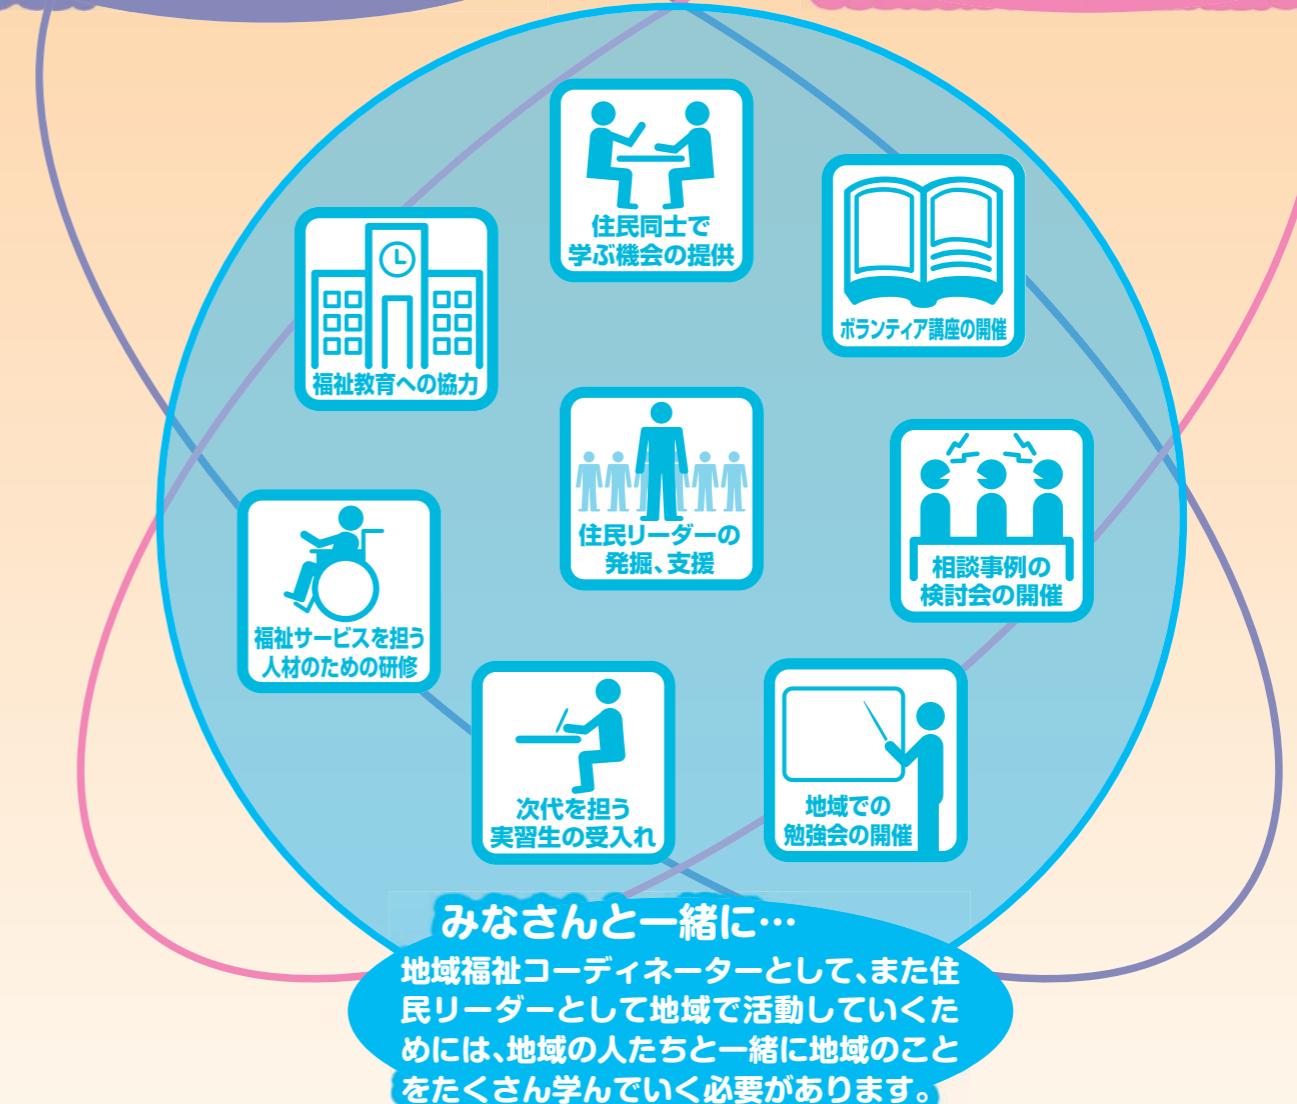 住民同士で
学ぶ機会の提供
ボランティア講座の開催
福祉教育への協力
住民リーダーの
発掘、支援
相談事例の
検討会の開催
福祉サービスを担う
人材のための研修
次代を担う
実習生の受入れ
地域での
勉強会の開催
みなさんと一緒に…
地域福祉コーディネーターとして、また住
民リーダーとして地域で活動していくた
めには、地域の人たちと一緒に地域のこと
をたくさん学んでいく必要があります。